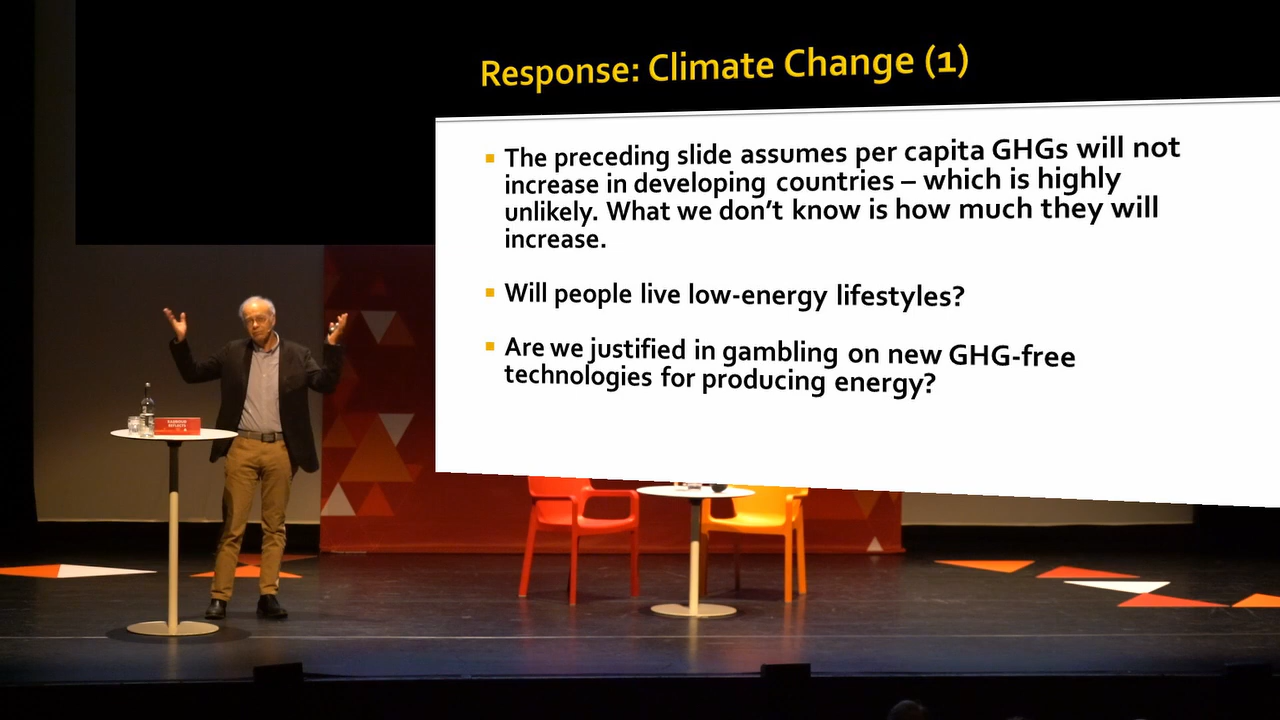 Response: Climate Change (1)
The preceding slide assumes per capita GHGs will not
increase in developing countries – which is highly
unlikely. What we don't know is how much they will
increase.
Will people live low-energy lifestyles?
Are we justified in gambling on new GHG-free
technologies for producing energy?
RADBOUD
REFLECTS